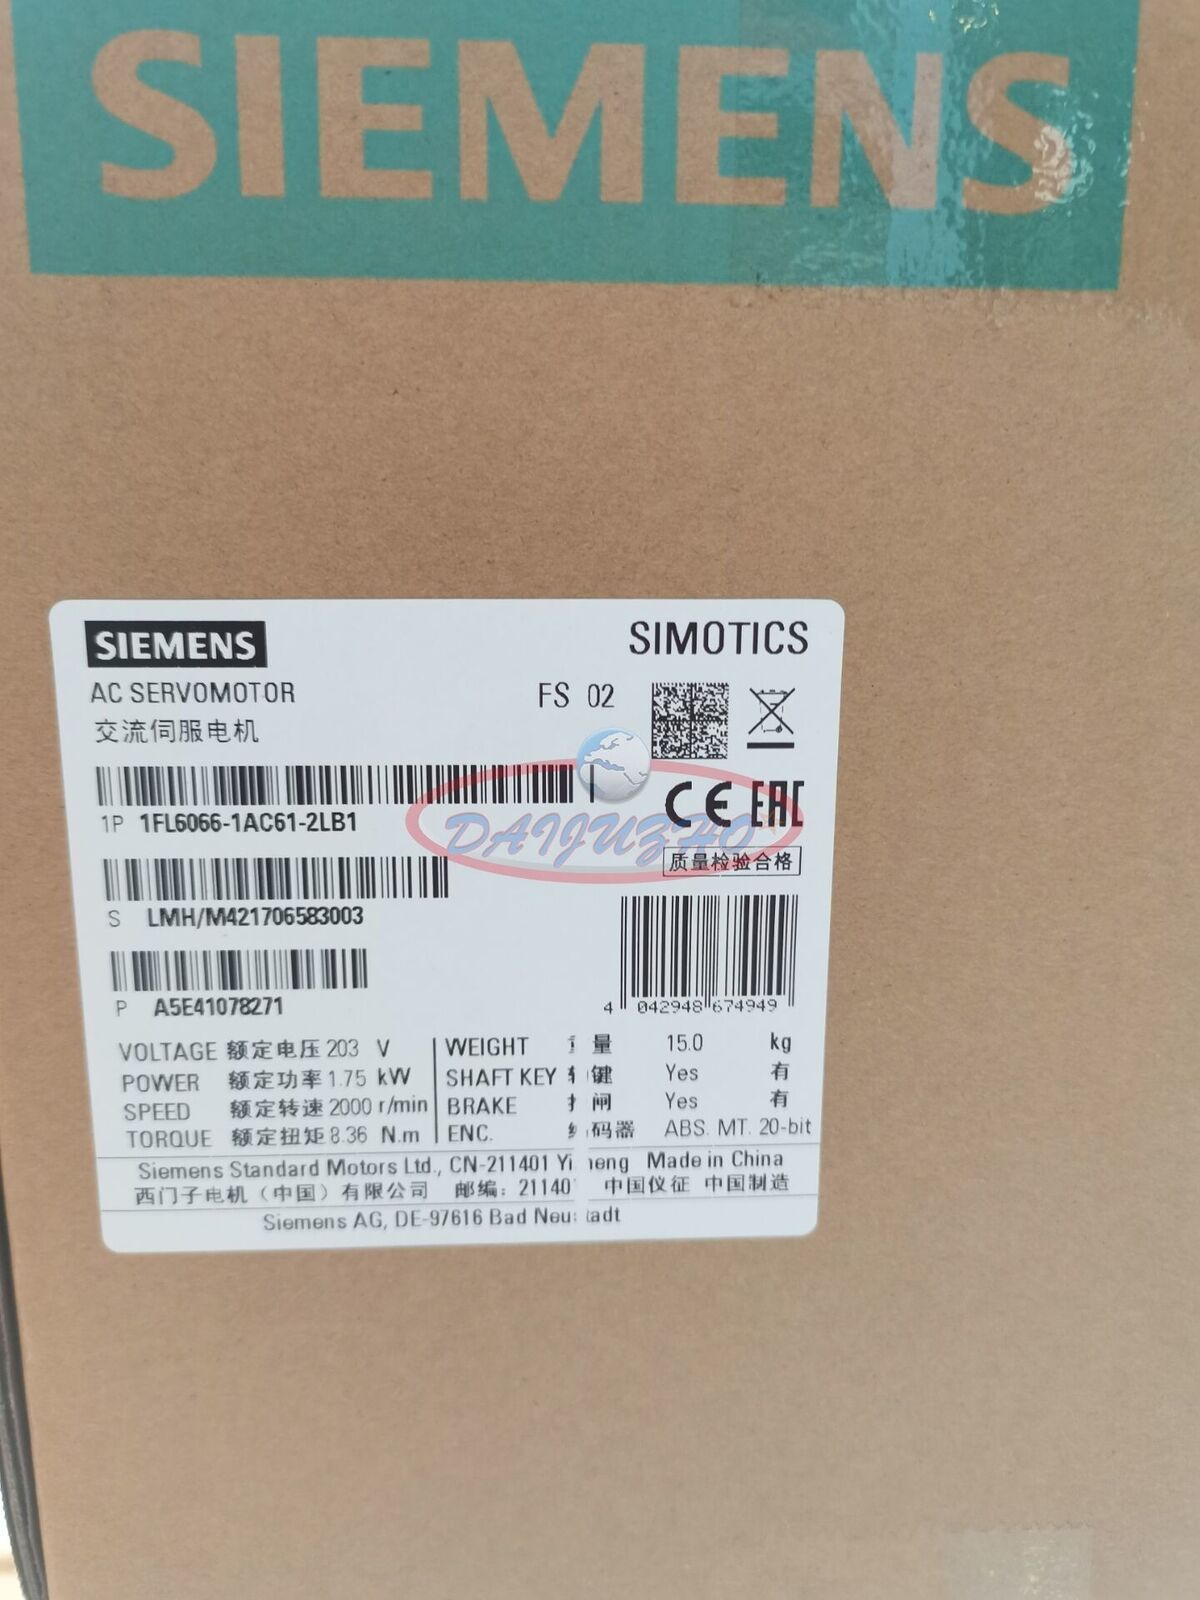 SIEMENS
SIEMENS
SIMOTICS
AC SERVOMOTOR
FS 02
交流伺服电机
1P 1FL6066-1AC61-2LB1
DAIJUZHO
CE EAC
质量检验合格
S LMH/M421706583003
P A5E41078271
4 042948 674949
VOLTAGE 额定电压 203 V WEIGHT 量 15.0 kg
POWER 额定功率 1.75 kW SHAFT KEY 键 Yes 有
SPEED 额定转速 2000 r/min BRAKE 闸 Yes 有
TORQUE 额定扭矩 8.36 N.m ENC. 码器 ABS. MT. 20-bit
Siemens Standard Motors Ltd., CN-211401 Made in China
西门子电机（中国）有限公司 邮编：21140 中国仪征 中国制造
Siemens AG, DE-97616 Bad